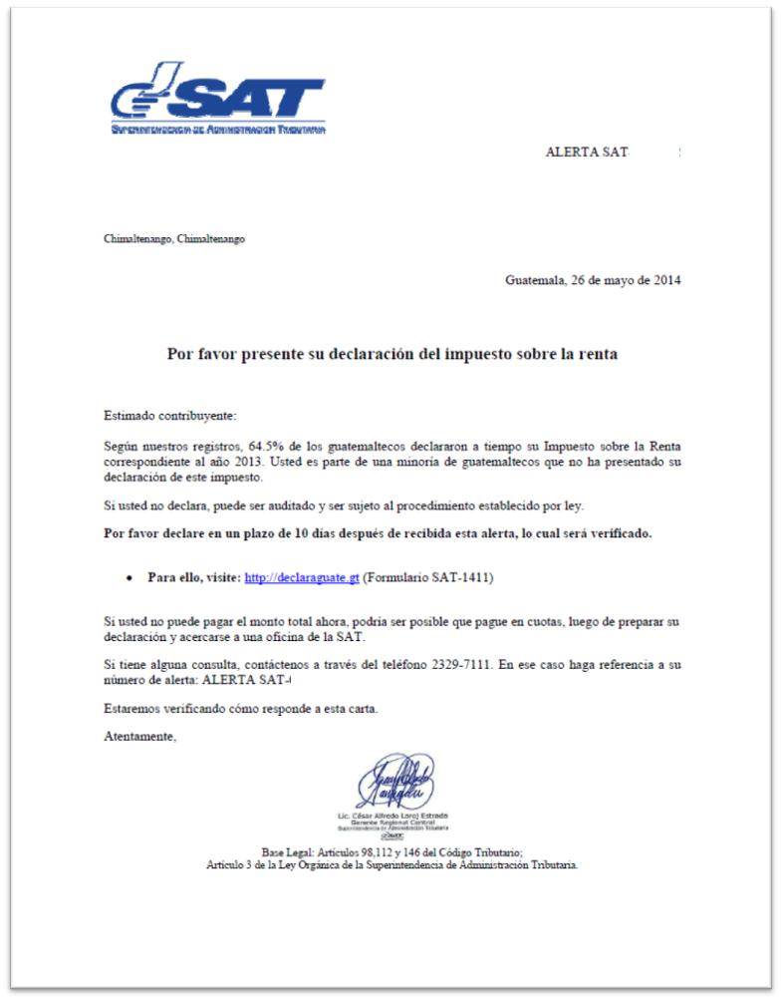 SAT
SUPERINTENDENCIA DE ADMINISTRACIÓN TRIBUTARIA
ALERTA SAT
Chimaltenango, Chimaltenango
Guatemala, 26 de mayo de 2014
Por favor presente su declaración del impuesto sobre la renta
Estimado contribuyente:
Según nuestros registros, 64.5% de los guatemaltecos declararon a tiempo su Impuesto sobre la Renta
correspondiente al año 2013. Usted es parte de una minoría de guatemaltecos que no ha presentado su
declaración de este impuesto.
Si usted no declara, puede ser auditado y ser sujeto al procedimiento establecido por ley.
Por favor declare en un plazo de 10 días después de recibida esta alerta, lo cual será verificado.
• Para ello, visite: http://declaraguate.gt (Formulario SAT-1411)
Si usted no puede pagar el monto total ahora, podría ser posible que pague en cuotas, luego de preparar su
declaración y acercarse a una oficina de la SAT.
Si tiene alguna consulta, contáctenos a través del teléfono 2329-7111. En ese caso haga referencia a su
número de alerta: ALERTA SAT-
Estaremos verificando cómo responde a esta carta.
Atentamente,
Lic. César Alfredo Laroj Estrada
Gerente Regional Central
Superintendencia de Administración Tributaria
SAT
Base Legal: Artículos 98,112 y 146 del Código Tributario;
Artículo 3 de la Ley Orgánica de la Superintendencia de Administración Tributaria.